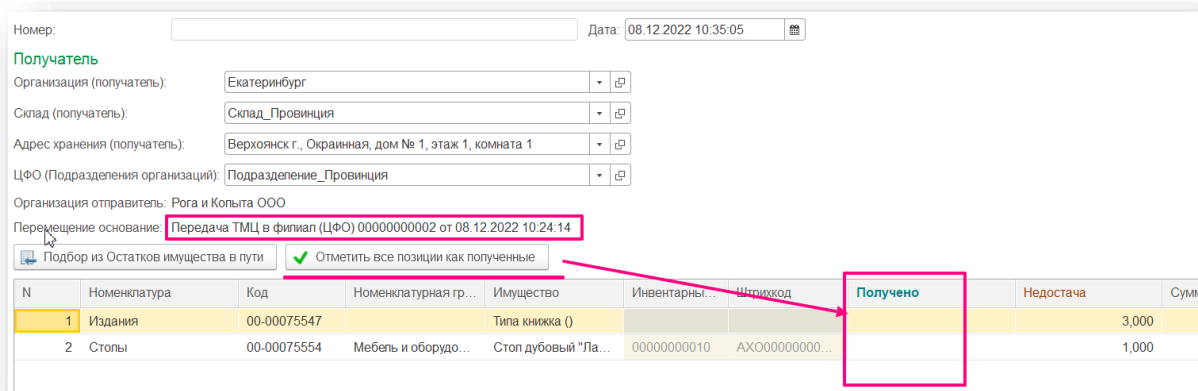 Номер: Дата: 08.12.2022 10:35:05
Получатель
Организация (получатель): Екатеринбург
Склад (получатель): Склад_Провинция
Адрес хранения (получатель): Верхоянск г., Окраинная, дом № 1, этаж 1, комната 1
ЦФО (Подразделения организаций): Подразделение_Провинция
Организация отправитель: Рога и Копыта ООО
Перемещение основание: Передача ТМЦ в филиал (ЦФО) 00000000002 от 08.12.2022 10:24:14
Подбор из Остатков имущества в пути Отметить все позиции как полученные
N Номенклатура Код Номенклатурная гр... Имущество Инвентарны... Штрихкод Получено Недостача Сумм
1 Издания 00-00075547 Типа книжка () 3,000
2 Столы 00-00075554 Мебель и оборудо... Стол дубовый "Ла... 00000000010 АХО00000000... 1,000